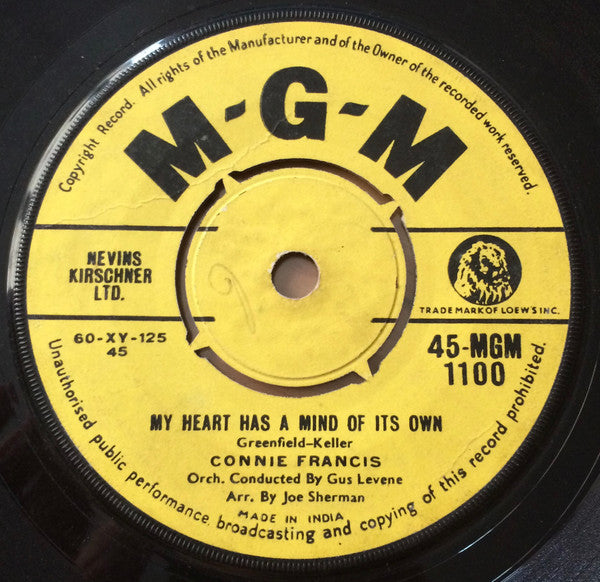 Copyright Record. All rights of the Manufacturer and of the Owner of the recorded work reserved.
M-G-M
NEVINS
KIRSCHNER
LTD.
TRADE MARK OF LOEW'S INC.
60-XY-125
45
45-MGM
1100
MY HEART HAS A MIND OF ITS OWN
Greenfield-Keller
CONNIE FRANCIS
Orch. Conducted By Gus Levene
Arr. By Joe Sherman
MADE IN INDIA
Unauthorised public performance broadcasting and copying of this record prohibited.